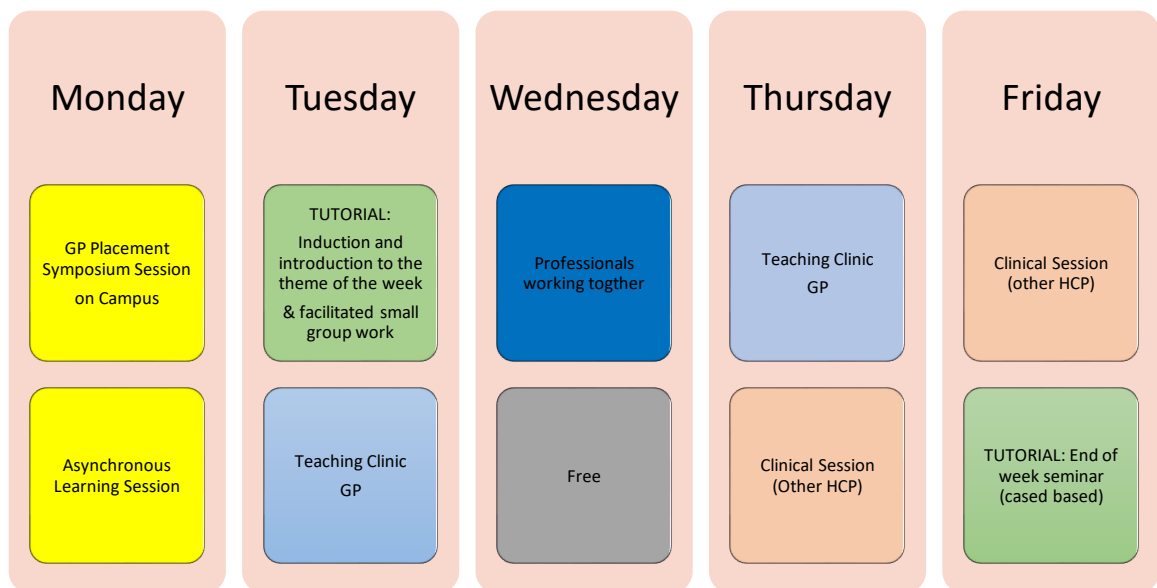 Monday
GP Placement
Symposium Session
on Campus
Asynchronous
Learning Session
Tuesday
TUTORIAL:
Induction and
introduction to the
theme of the week
& facilitated small
group work
Teaching Clinic
GP
Wednesday
Professionals
working togther
Free
Thursday
Teaching Clinic
GP
Clinical Session
(Other HCP)
Friday
Clinical Session
(other HCP)
TUTORIAL: End of
week seminar
(cased based)